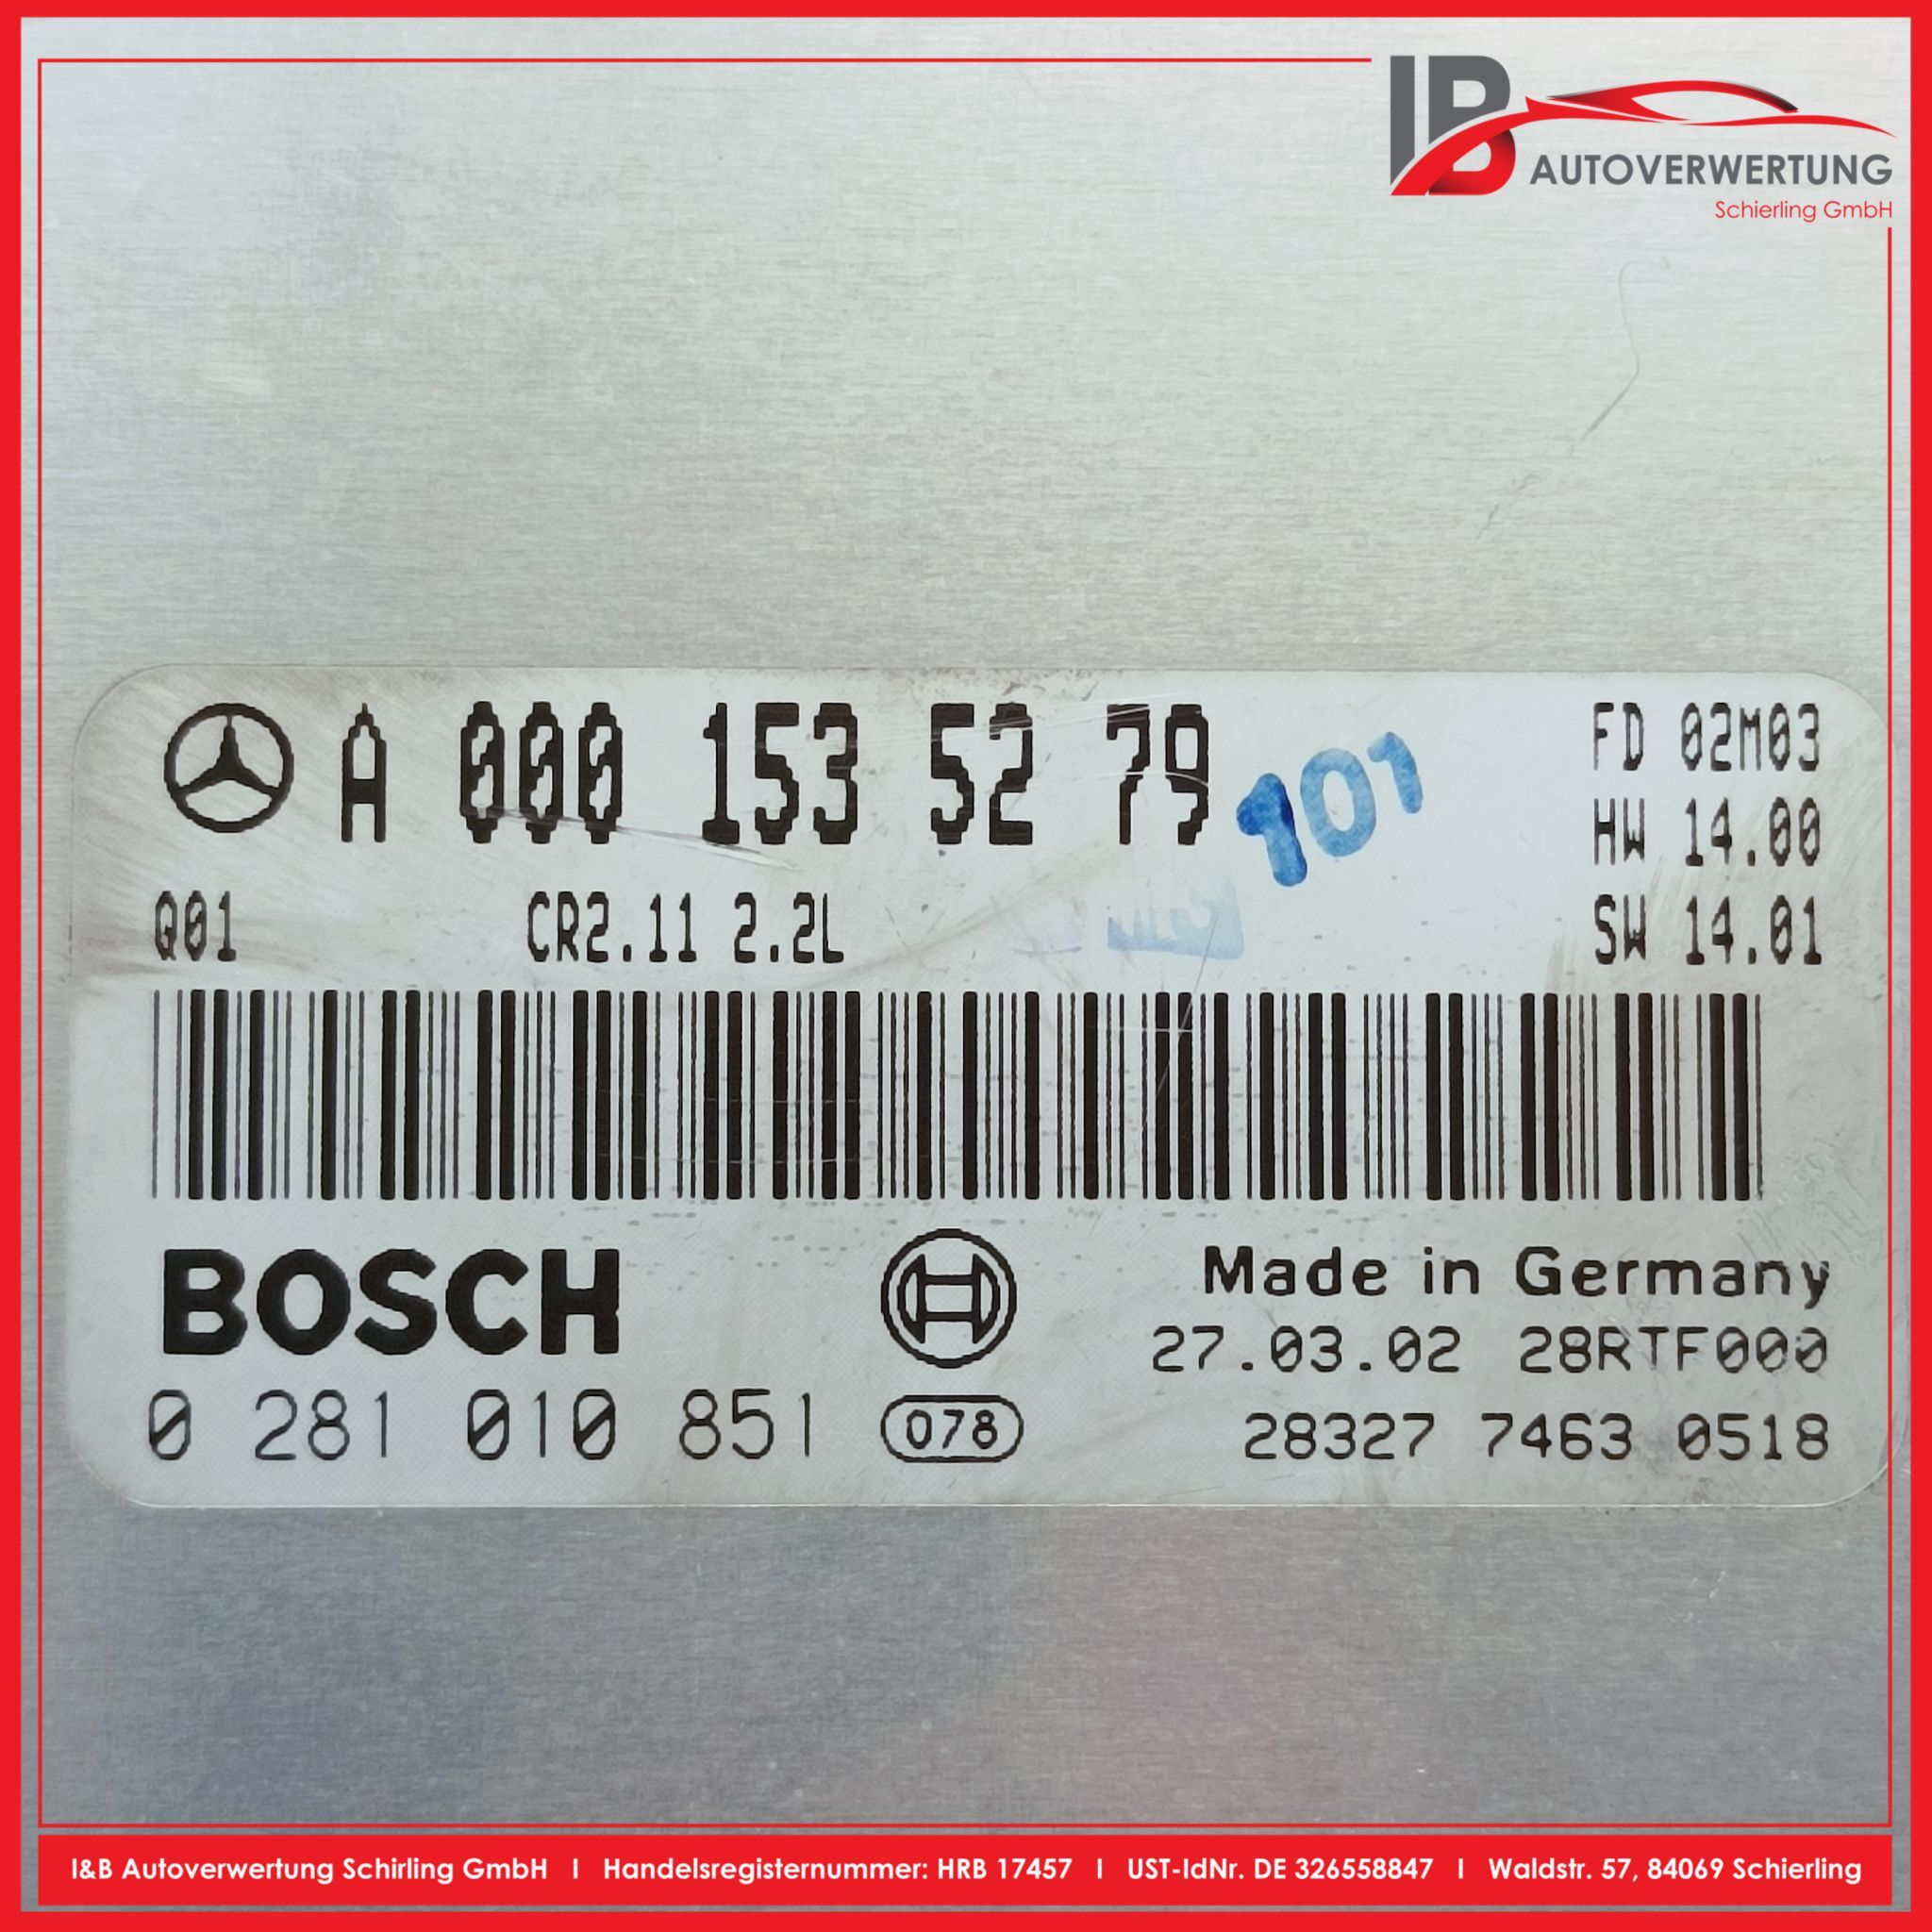 IB AUTOVERWERTUNG
Schierling GmbH
A 000 153 52 79
101
FD 02M03
HW 14.00
Q01 CR2.11 2.2L
SW 14.01
BOSCH
Made in Germany
27.03.02 28RTF000
0 281 010 851 078
28327 7463 0518
I&B Autoverwertung Schirling GmbH I Handelsregisternummer: HRB 17457 I UST-IdNr. DE 326558847 I Waldstr. 57, 84069 Schierling